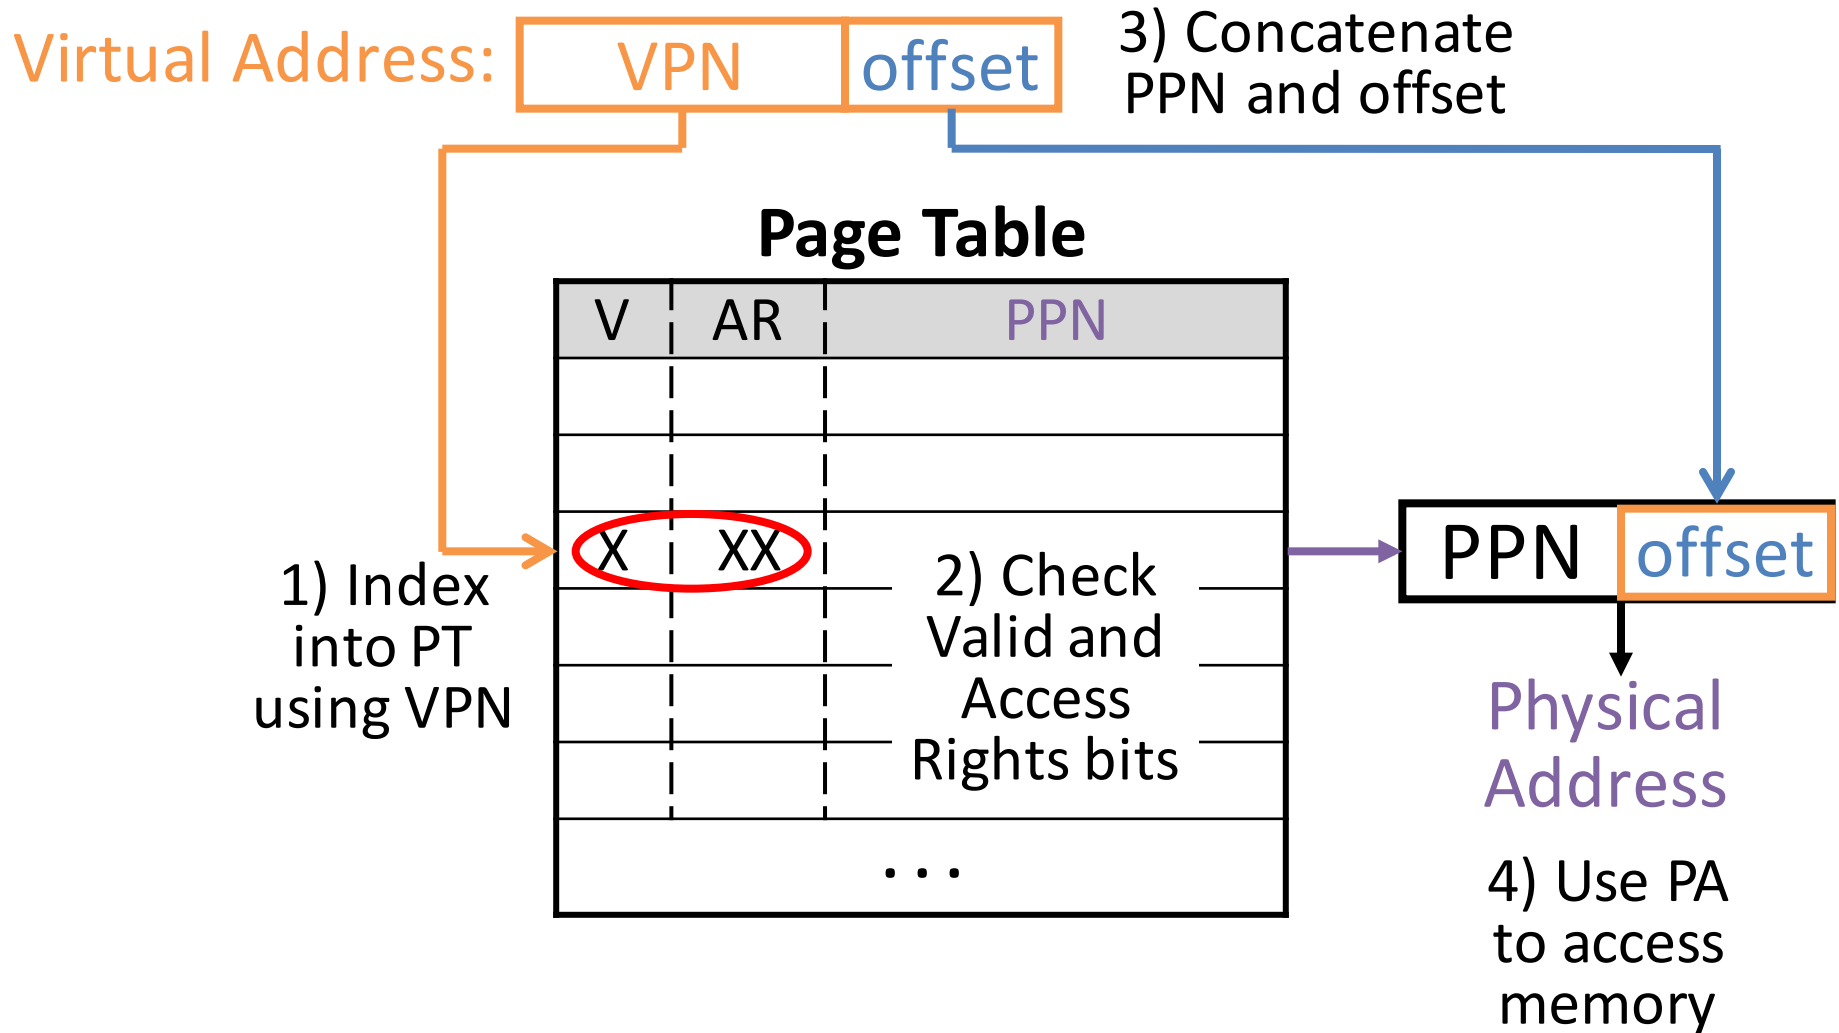 Virtual Address:
VPN
offset
3) Concatenate
PPN and offset
Page Table
V
AR
PPN
X
XX
1) Index
into PT
using VPN
2) Check
Valid and
Access
Rights bits
. . .
PPN
offset
Physical
Address
4) Use PA
to access
memory